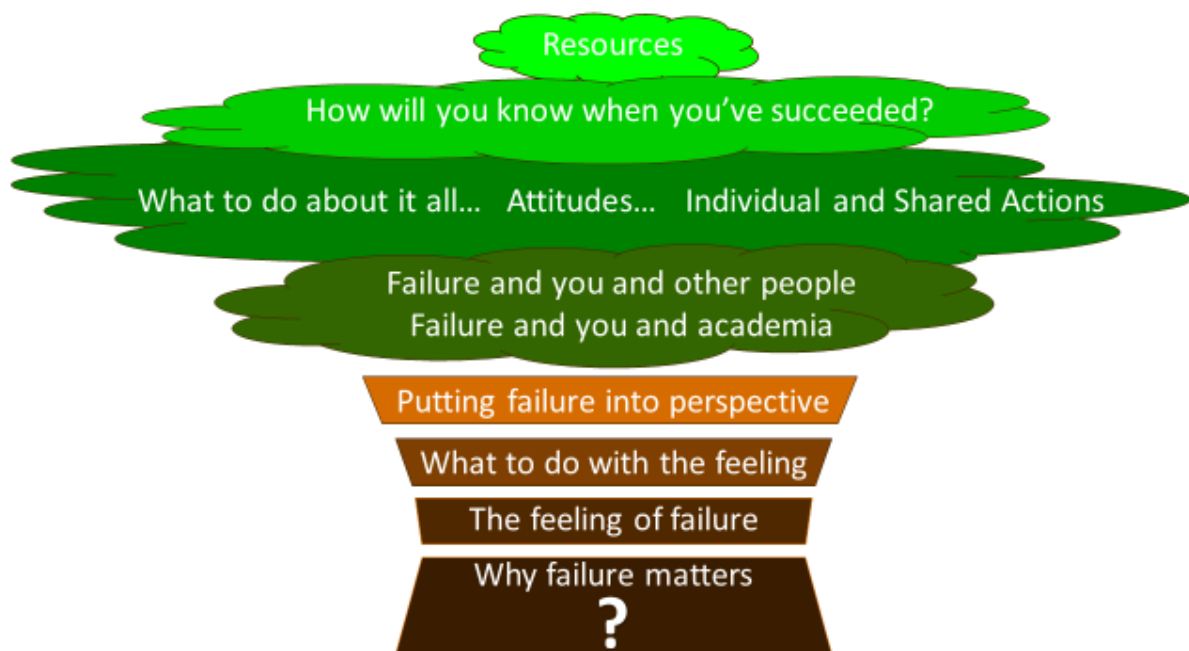 Resources
How will you know when you've succeeded?
What to do about it all... Attitudes... Individual and Shared Actions
Failure and you and other people
Failure and you and academia
Putting failure into perspective
What to do with the feeling
The feeling of failure
Why failure matters
?